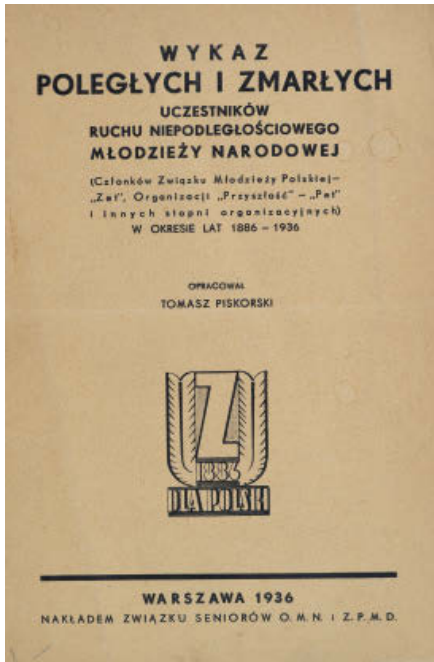 WYKAZ
POLEGŁYCH I ZMARŁYCH
UCZESTNIKÓW
RUCHU NIEPODLEGŁOŚCIOWEGO
MŁODZIEŻY NARODOWEJ
(Członków Związku Młodzieży Polskiej—
„Zet", Organizacji „Przyszłość" — „Pet"
i innych stopni organizacyjnych)
W OKRESIE LAT 1886 — 1936
OPRACOWAŁ
TOMASZ PISKORSKI
Z
1886
DLA POLSKI
WARSZAWA 1936
NAKŁADEM ZWIĄZKU SENIORÓW O.M.N. i Z.P.M.D.